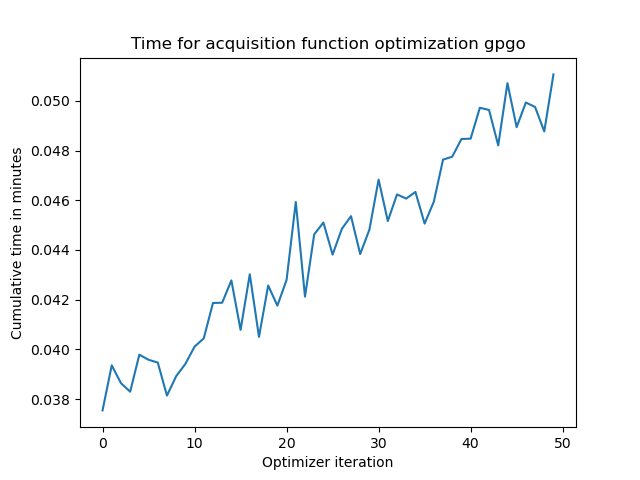 Time for acquisition function optimization gpgo
0.050
0.048
0.046
0.044
0.042
0.040
0.038
Cumulative time in minutes
0 10 20 30 40 50
Optimizer iteration